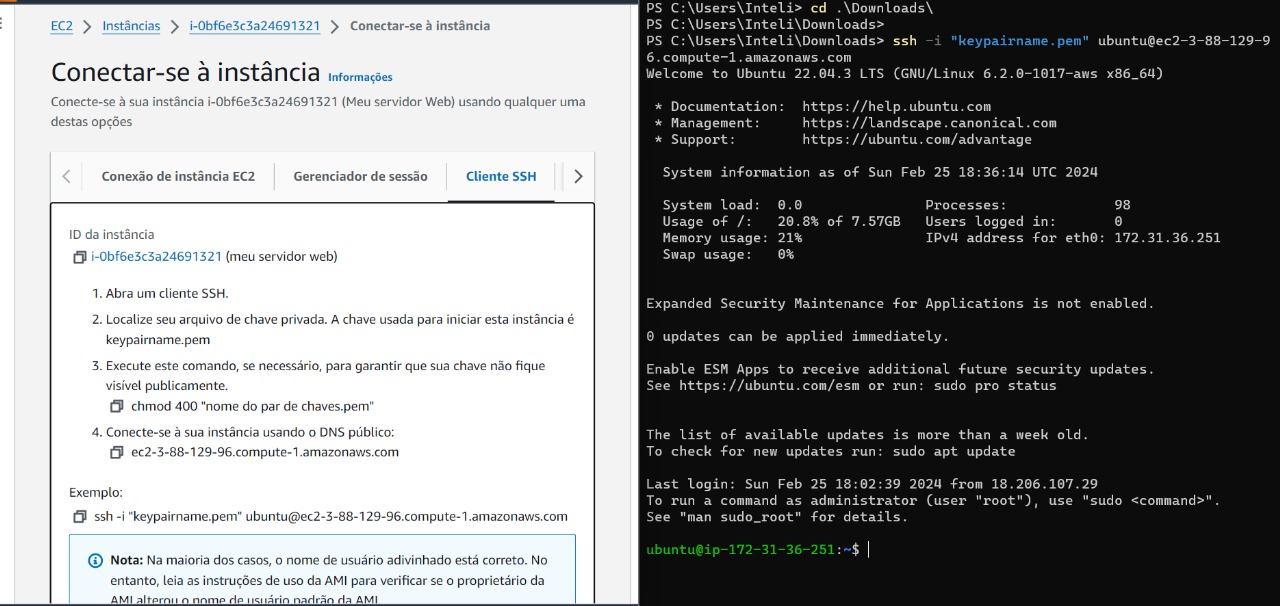 EC2 > Instâncias > i-0bf6e3c3a24691321 > Conectar-se à instância
Conectar-se à instância Informações
Conecte-se à sua instância i-0bf6e3c3a24691321 (Meu servidor Web) usando qualquer uma
destas opções
Conexão de instância EC2 Gerenciador de sessão Cliente SSH
ID da instância
i-0bf6e3c3a24691321 (meu servidor web)
1. Abra um cliente SSH.
2. Localize seu arquivo de chave privada. A chave usada para iniciar esta instância é
keypairname.pem
3. Execute este comando, se necessário, para garantir que sua chave não fique
visível publicamente.
chmod 400 "nome do par de chaves.pem"
4. Conecte-se à sua instância usando o DNS público:
ec2-3-88-129-96.compute-1.amazonaws.com
Exemplo:
ssh -i "keypairname.pem" ubuntu@ec2-3-88-129-96.compute-1.amazonaws.com
Nota: Na maioria dos casos, o nome de usuário adivinhado está correto. No
entanto, leia as instruções de uso da AMI para verificar se o proprietário da
AMI alterou o nome de usuário padrão da AMI.
PS C:\Users\Inteli> cd .\Downloads\
PS C:\Users\Inteli\Downloads>
PS C:\Users\Inteli\Downloads> ssh -i "keypairname.pem" ubuntu@ec2-3-88-129-9
6.compute-1.amazonaws.com
Welcome to Ubuntu 22.04.3 LTS (GNU/Linux 6.2.0-1017-aws x86_64)
* Documentation: https://help.ubuntu.com
* Management: https://landscape.canonical.com
* Support: https://ubuntu.com/advantage
System information as of Sun Feb 25 18:36:14 UTC 2024
System load: 0.0 Processes: 98
Usage of /: 20.8% of 7.57GB Users logged in: 0
Memory usage: 21% IPv4 address for eth0: 172.31.36.251
Swap usage: 0%
Expanded Security Maintenance for Applications is not enabled.
0 updates can be applied immediately.
Enable ESM Apps to receive additional future security updates.
See https://ubuntu.com/esm or run: sudo pro status
The list of available updates is more than a week old.
To check for new updates run: sudo apt update
Last login: Sun Feb 25 18:02:39 2024 from 18.206.107.29
To run a command as administrator (user "root"), use "sudo <command>".
See "man sudo_root" for details.
ubuntu@ip-172-31-36-251:~$